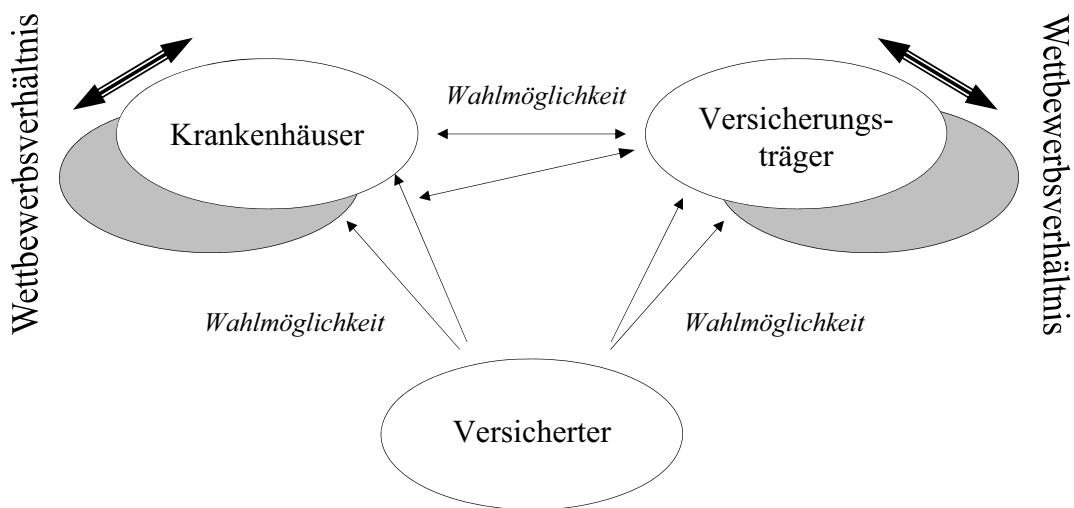 Wettbewerbsverhältnis
Krankenhäuser
Wahlmöglichkeit
Versicherungs-
träger
Wettbewerbsverhältnis
Wahlmöglichkeit
Wahlmöglichkeit
Versicherter